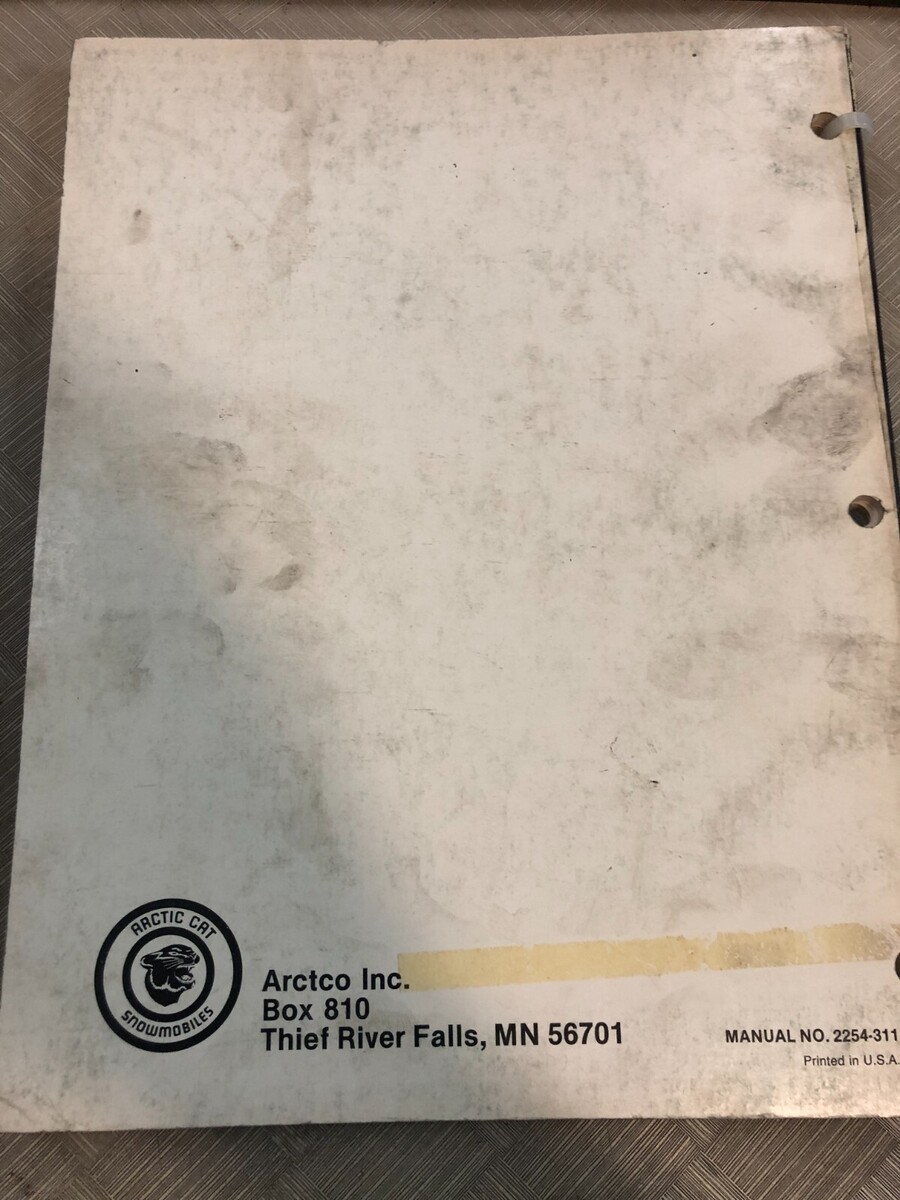 ARCTIC CAT
SNOWMOBILES
Arctco Inc.
Box 810
Thief River Falls, MN 56701
MANUAL NO. 2254-311
Printed in U.S.A.